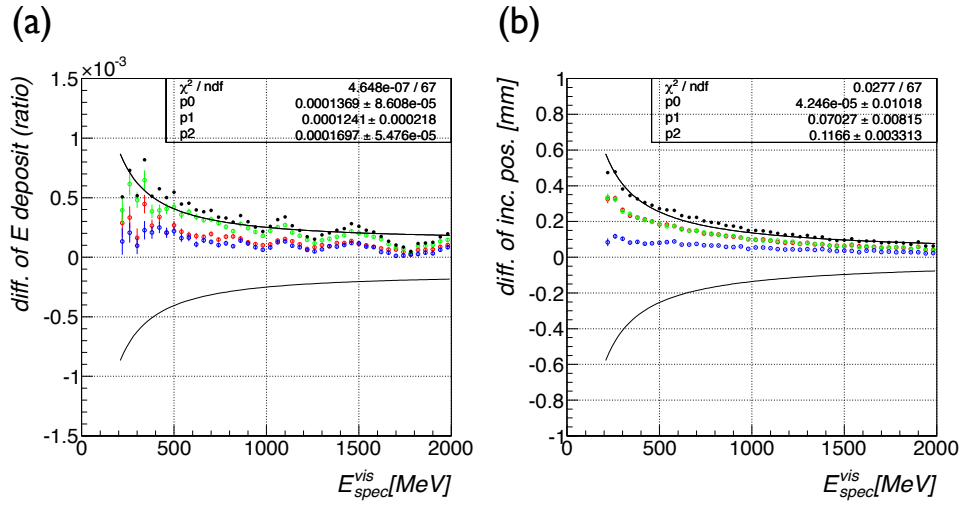 (a)
(b)
×10⁻³
χ² / ndf 4.648e-07 / 67
p0 0.0001369 ± 8.608e-05
p1 0.0001241 ± 0.000218
p2 0.0001697 ± 5.476e-05
diff. of E deposit (ratio)
1.5
1
0.5
0
-0.5
-1
-1.5
0 500 1000 1500 2000
E^vis_spec[MeV]
χ² / ndf 0.0277 / 67
p0 4.246e-05 ± 0.01018
p1 0.07027 ± 0.00815
p2 0.1166 ± 0.003313
diff. of inc. pos. [mm]
1
0.8
0.6
0.4
0.2
0
-0.2
-0.4
-0.6
-0.8
-1
0 500 1000 1500 2000
E^vis_spec[MeV]